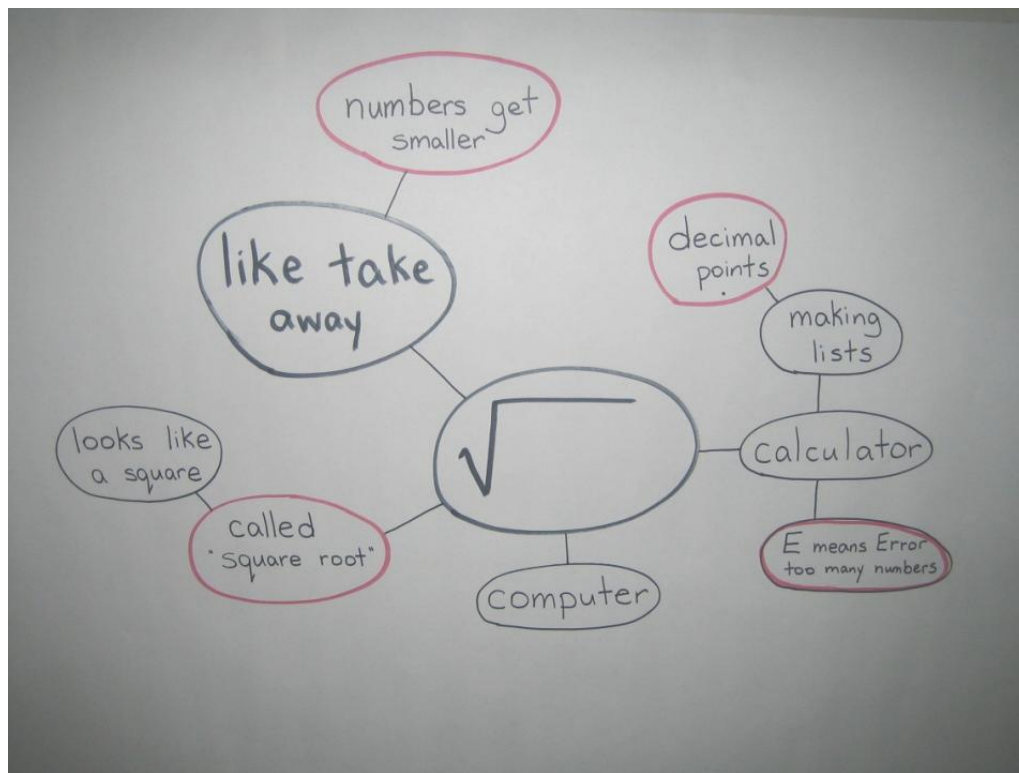 numbers get
smaller
like take
away
decimal
points
making
lists
√
looks like
a square
calculator
called
"square root"
E means Error
too many numbers
computer